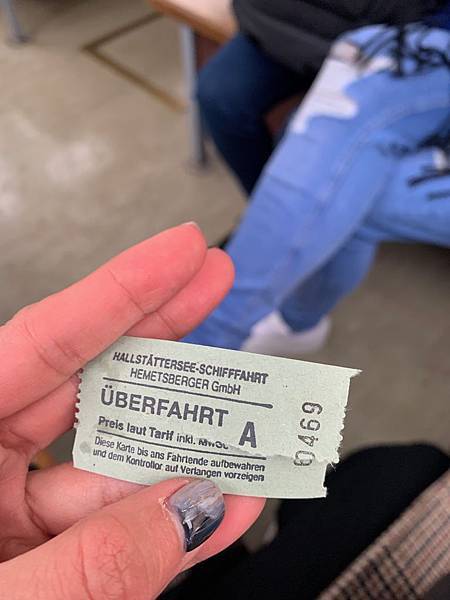 HALLSTÄTTERSEE-SCHIFFFAHRT
HEMETSBERGER GmbH
ÜBERFAHRT A
Preis laut Tarif inkl.
Diese Karte bis ans Fahrtende aufbewahren
und dem Kontrollor auf Verlangen vorzeigen
0469